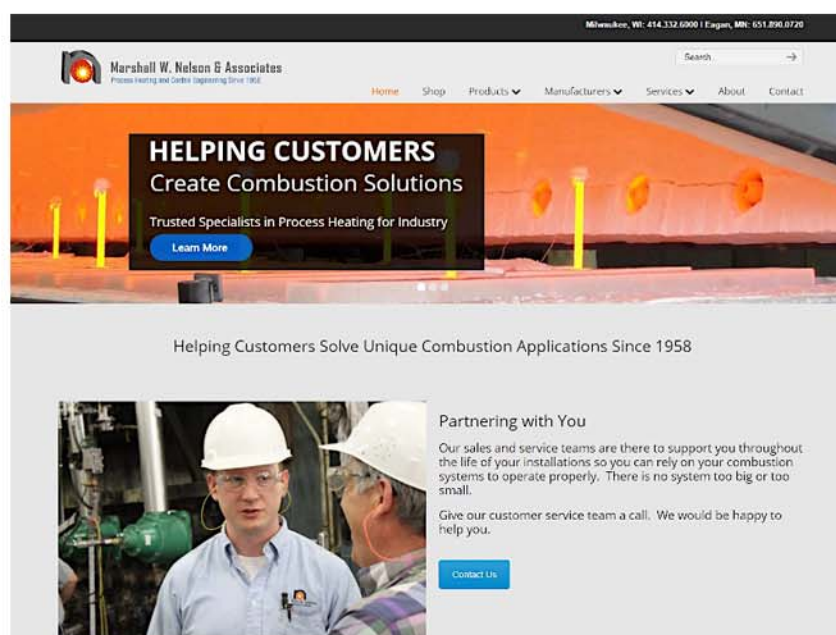 Milwaukee, WI: 414.332.6000 | Eagan, MN: 651.890.0720
Search
Marshall W. Nelson & Associates
Process Heating and Control Engineering Since 1958
Home Shop Products Manufacturers Services About Contact
HELPING CUSTOMERS
Create Combustion Solutions
Trusted Specialists in Process Heating for Industry
Learn More
Helping Customers Solve Unique Combustion Applications Since 1958
Partnering with You
Our sales and service teams are there to support you throughout
the life of your installations so you can rely on your combustion
systems to operate properly. There is no system too big or too
small.
Give our customer service team a call. We would be happy to
help you.
Contact Us